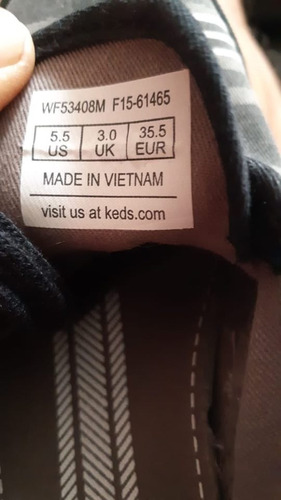 WF53408M F15-61465
5.5 3.0 35.5
US UK EUR
MADE IN VIETNAM
visit us at keds.com